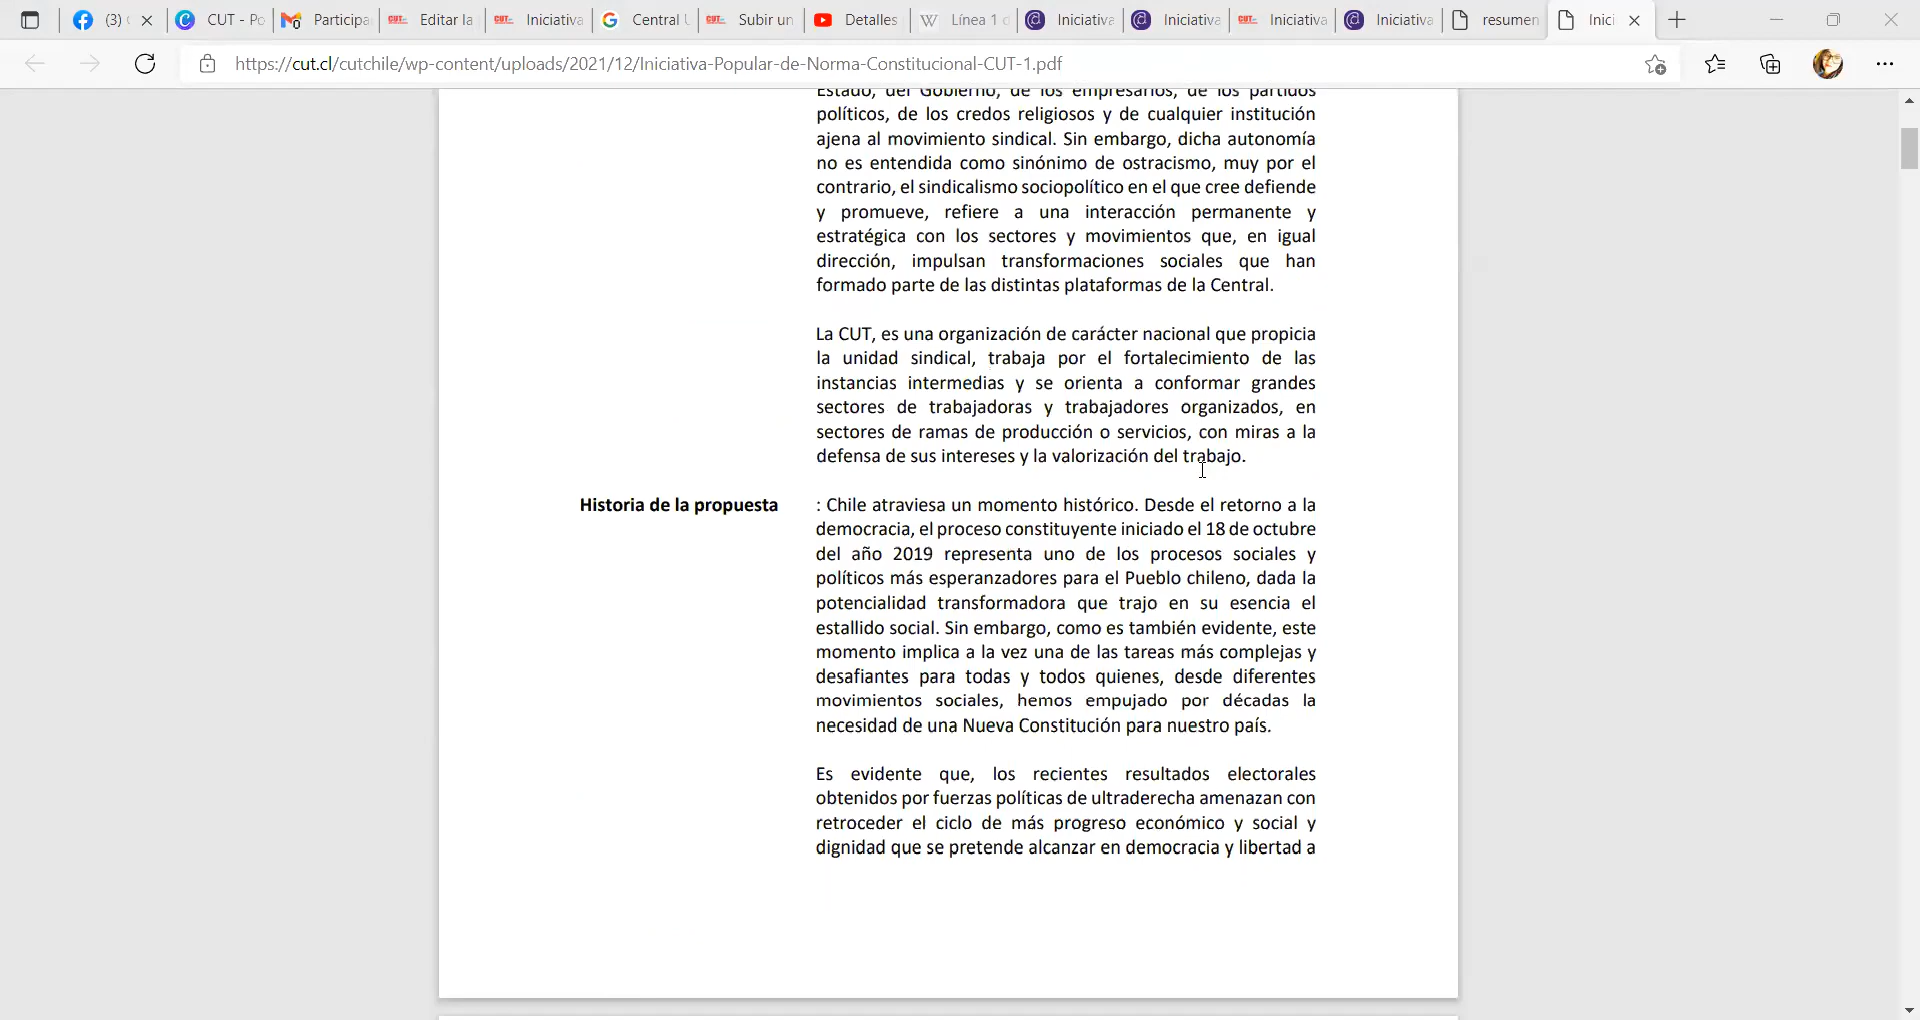 (3)
CUT - Po
Participa
Editar la
Iniciativa
Central U
Subir un
Detalles
Línea 1 d
Iniciativa
Iniciativa
Iniciativa
Iniciativa
resumen
Inici
https://cut.cl/cutchile/wp-content/uploads/2021/12/Iniciativa-Popular-de-Norma-Constitucional-CUT-1.pdf
Estado, del Gobierno, de los empresarios, de los partidos
políticos, de los credos religiosos y de cualquier institución
ajena al movimiento sindical. Sin embargo, dicha autonomía
no es entendida como sinónimo de ostracismo, muy por el
contrario, el sindicalismo sociopolítico en el que cree defiende
y promueve, refiere a una interacción permanente y
estratégica con los sectores y movimientos que, en igual
dirección, impulsan transformaciones sociales que han
formado parte de las distintas plataformas de la Central.
La CUT, es una organización de carácter nacional que propicia
la unidad sindical, trabaja por el fortalecimiento de las
instancias intermedias y se orienta a conformar grandes
sectores de trabajadoras y trabajadores organizados, en
sectores de ramas de producción o servicios, con miras a la
defensa de sus intereses y la valorización del trabajo.
Historia de la propuesta : Chile atraviesa un momento histórico. Desde el retorno a la
democracia, el proceso constituyente iniciado el 18 de octubre
del año 2019 representa uno de los procesos sociales y
políticos más esperanzadores para el Pueblo chileno, dada la
potencialidad transformadora que trajo en su esencia el
estallido social. Sin embargo, como es también evidente, este
momento implica a la vez una de las tareas más complejas y
desafiantes para todas y todos quienes, desde diferentes
movimientos sociales, hemos empujado por décadas la
necesidad de una Nueva Constitución para nuestro país.
Es evidente que, los recientes resultados electorales
obtenidos por fuerzas políticas de ultraderecha amenazan con
retroceder el ciclo de más progreso económico y social y
dignidad que se pretende alcanzar en democracia y libertad a